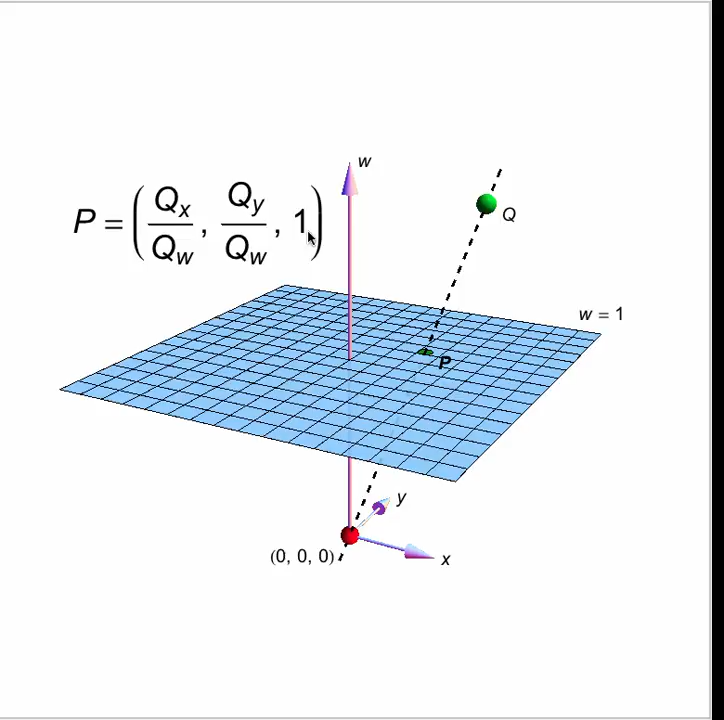 w
P = (Qx/Qw, Qy/Qw, 1)
Q
w = 1
P
y
(0, 0, 0)
x